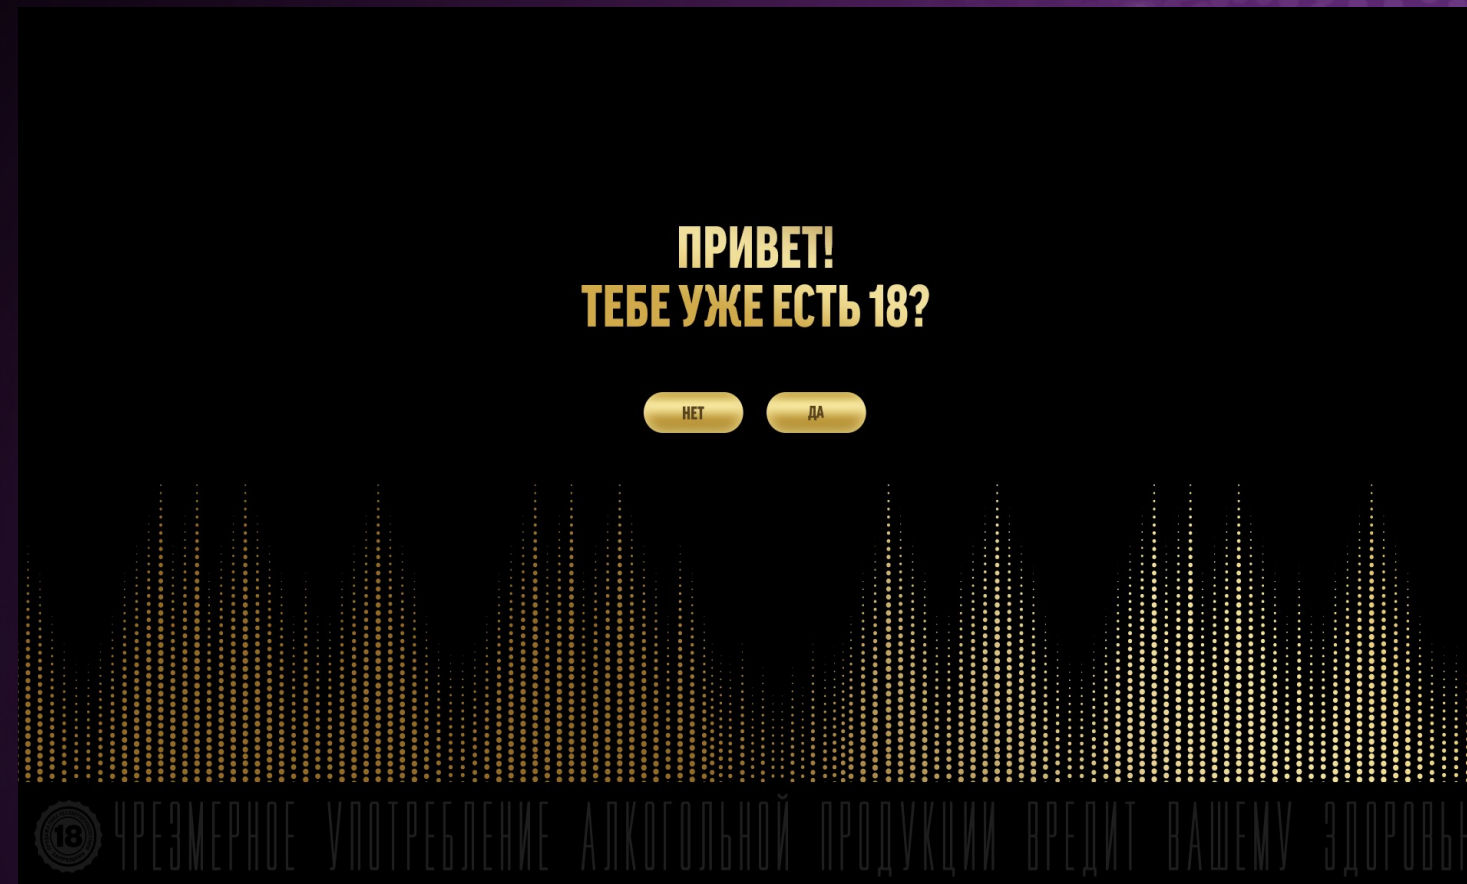 ПРИВЕТ!
ТЕБЕ УЖЕ ЕСТЬ 18?
НЕТ ДА
18 ЧРЕЗМЕРНОЕ УПОТРЕБЛЕНИЕ АЛКОГОЛЬНОЙ ПРОДУКЦИИ ВРЕДИТ ВАШЕМУ